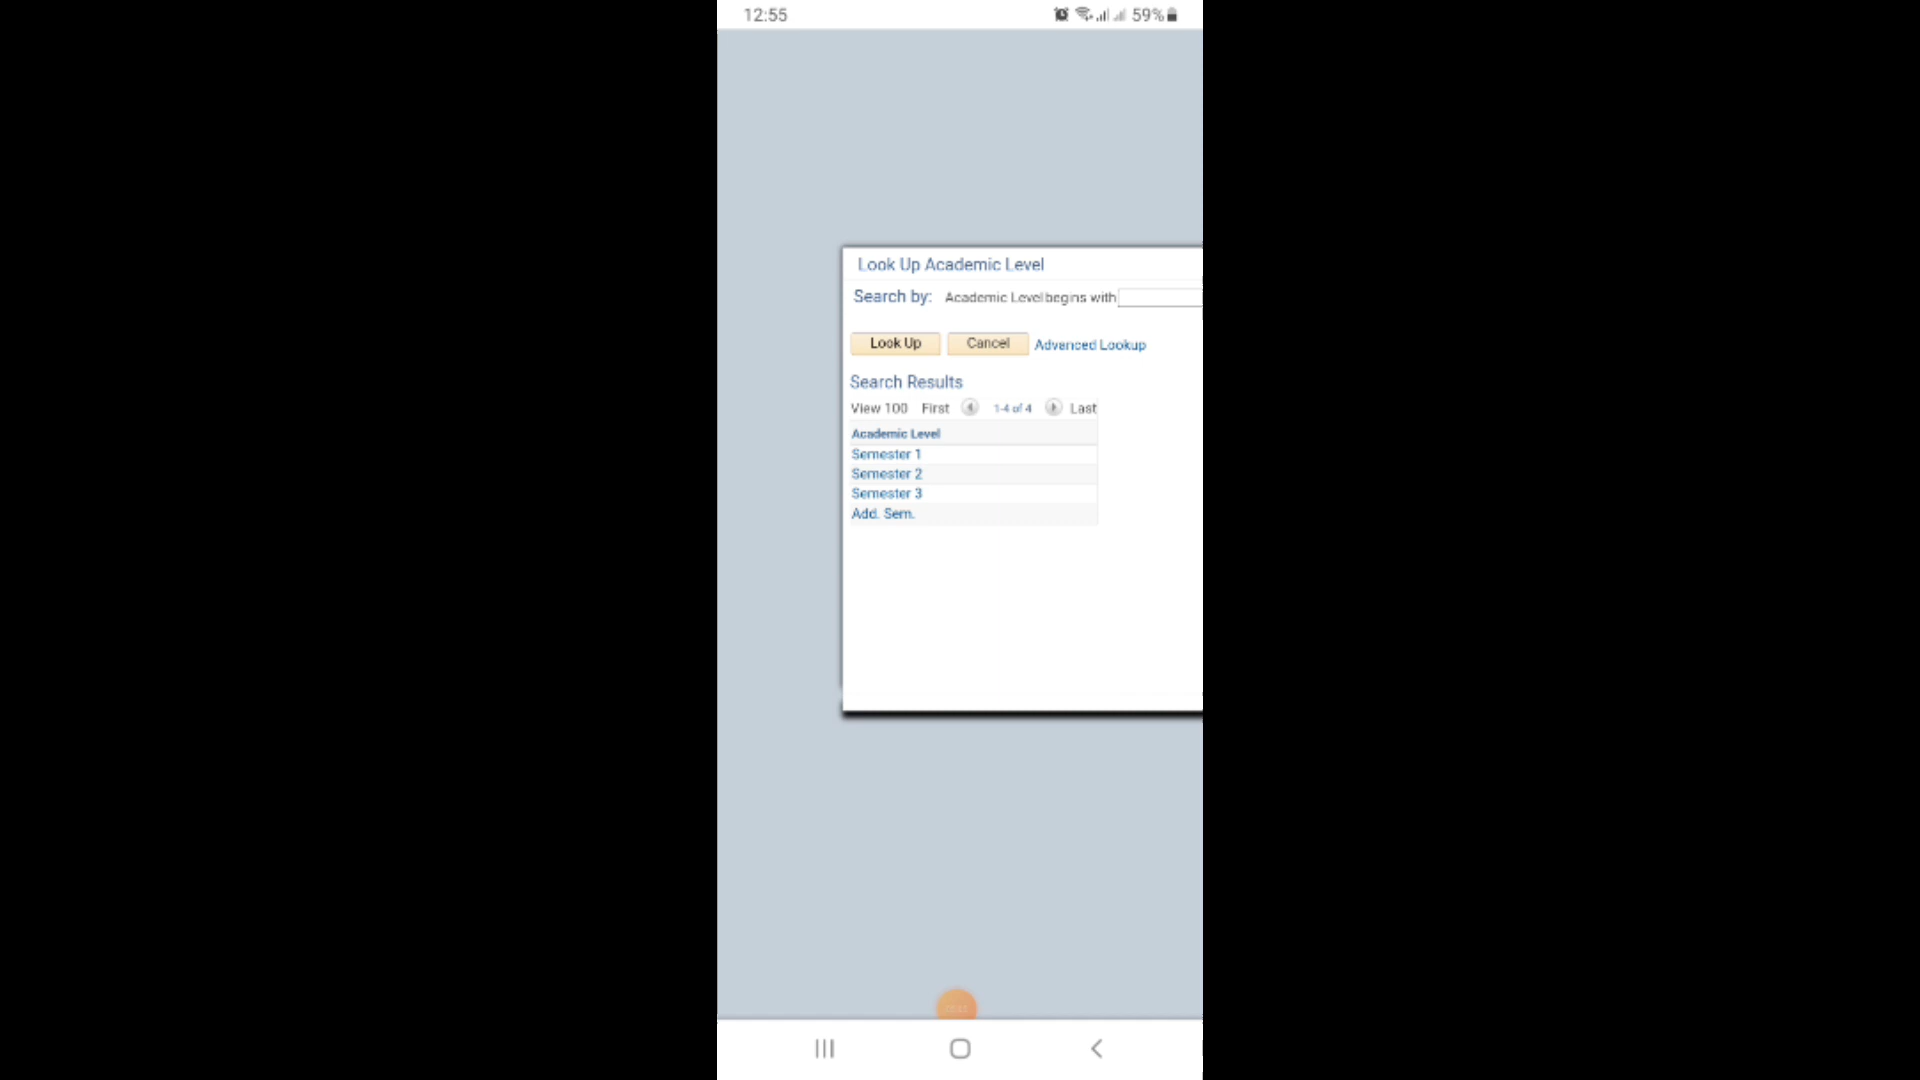 12:55 59%
Look Up Academic Level
Search by: Academic Level begins with
Look Up Cancel Advanced Lookup
Search Results
View 100 First 1-4 of 4 Last
Academic Level
Semester 1
Semester 2
Semester 3
Add. Sem.